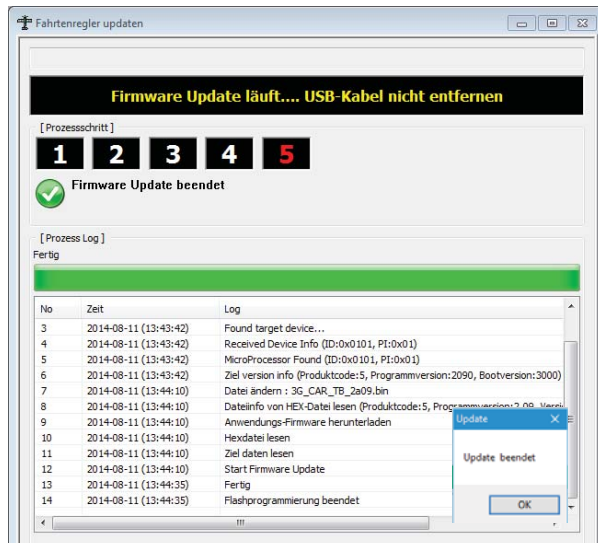 Fahrtenregler updaten
Firmware Update läuft.... USB-Kabel nicht entfernen
[ Prozessschritt ]
1 2 3 4 5
Firmware Update beendet
[ Prozess Log ]
Fertig
No Zeit Log
3 2014-08-11 (13:43:42) Found target device...
4 2014-08-11 (13:43:42) Received Device Info (ID:0x0101, PI:0x01)
5 2014-08-11 (13:43:42) MicroProcessor Found (ID:0x0101, PI:0x01)
6 2014-08-11 (13:43:42) Ziel version info (Produktcode:5, Programmversion:2090, Bootversion:3000)
7 2014-08-11 (13:44:10) Datei ändern : 3G_CAR_TB_2a09.bin
8 2014-08-11 (13:44:10) Dateiinfo von HEX-Datei lesen (Produktcode:5, Programmversion:2.09,
9 2014-08-11 (13:44:10) Anwendungs-Firmware herunterladen
10 2014-08-11 (13:44:10) Hexdatei lesen
11 2014-08-11 (13:44:10) Ziel daten lesen
12 2014-08-11 (13:44:10) Start Firmware Update
13 2014-08-11 (13:44:35) Fertig
14 2014-08-11 (13:44:35) Flashprogrammierung beendet
Update
Update beendet
OK